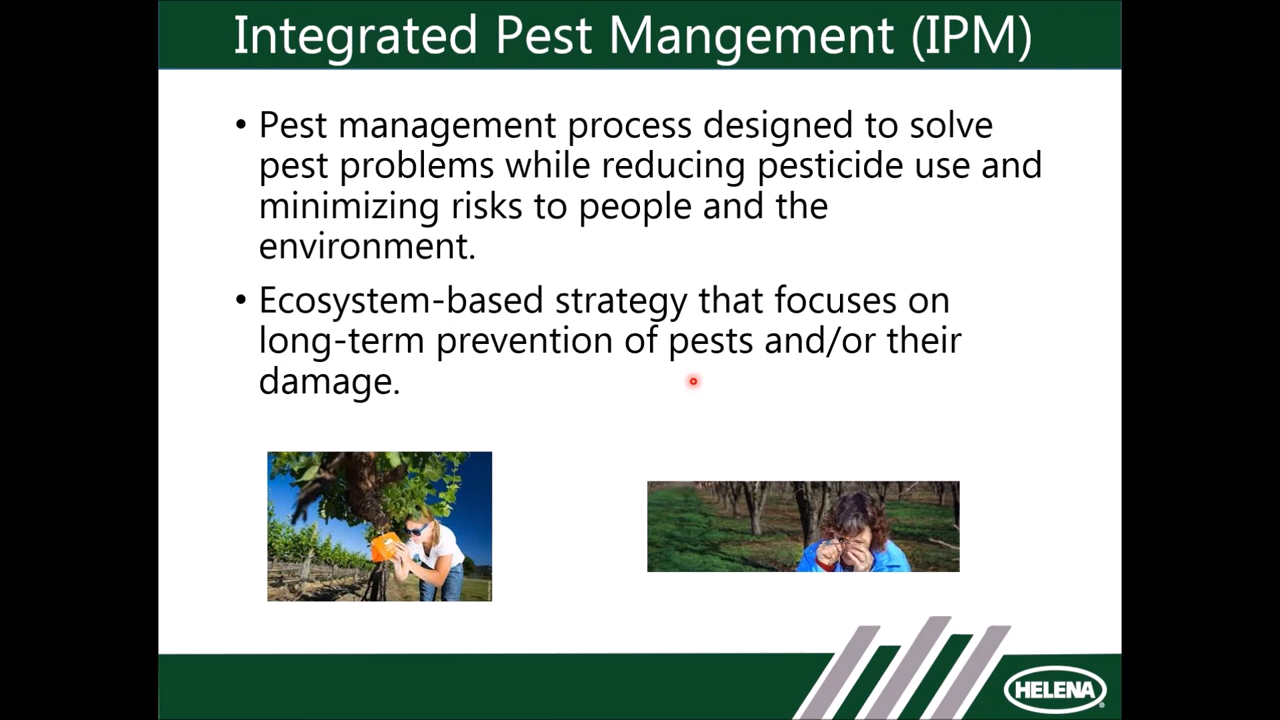 Integrated Pest Mangement (IPM)
• Pest management process designed to solve
pest problems while reducing pesticide use and
minimizing risks to people and the
environment.
• Ecosystem-based strategy that focuses on
long-term prevention of pests and/or their
damage.
HELENA®